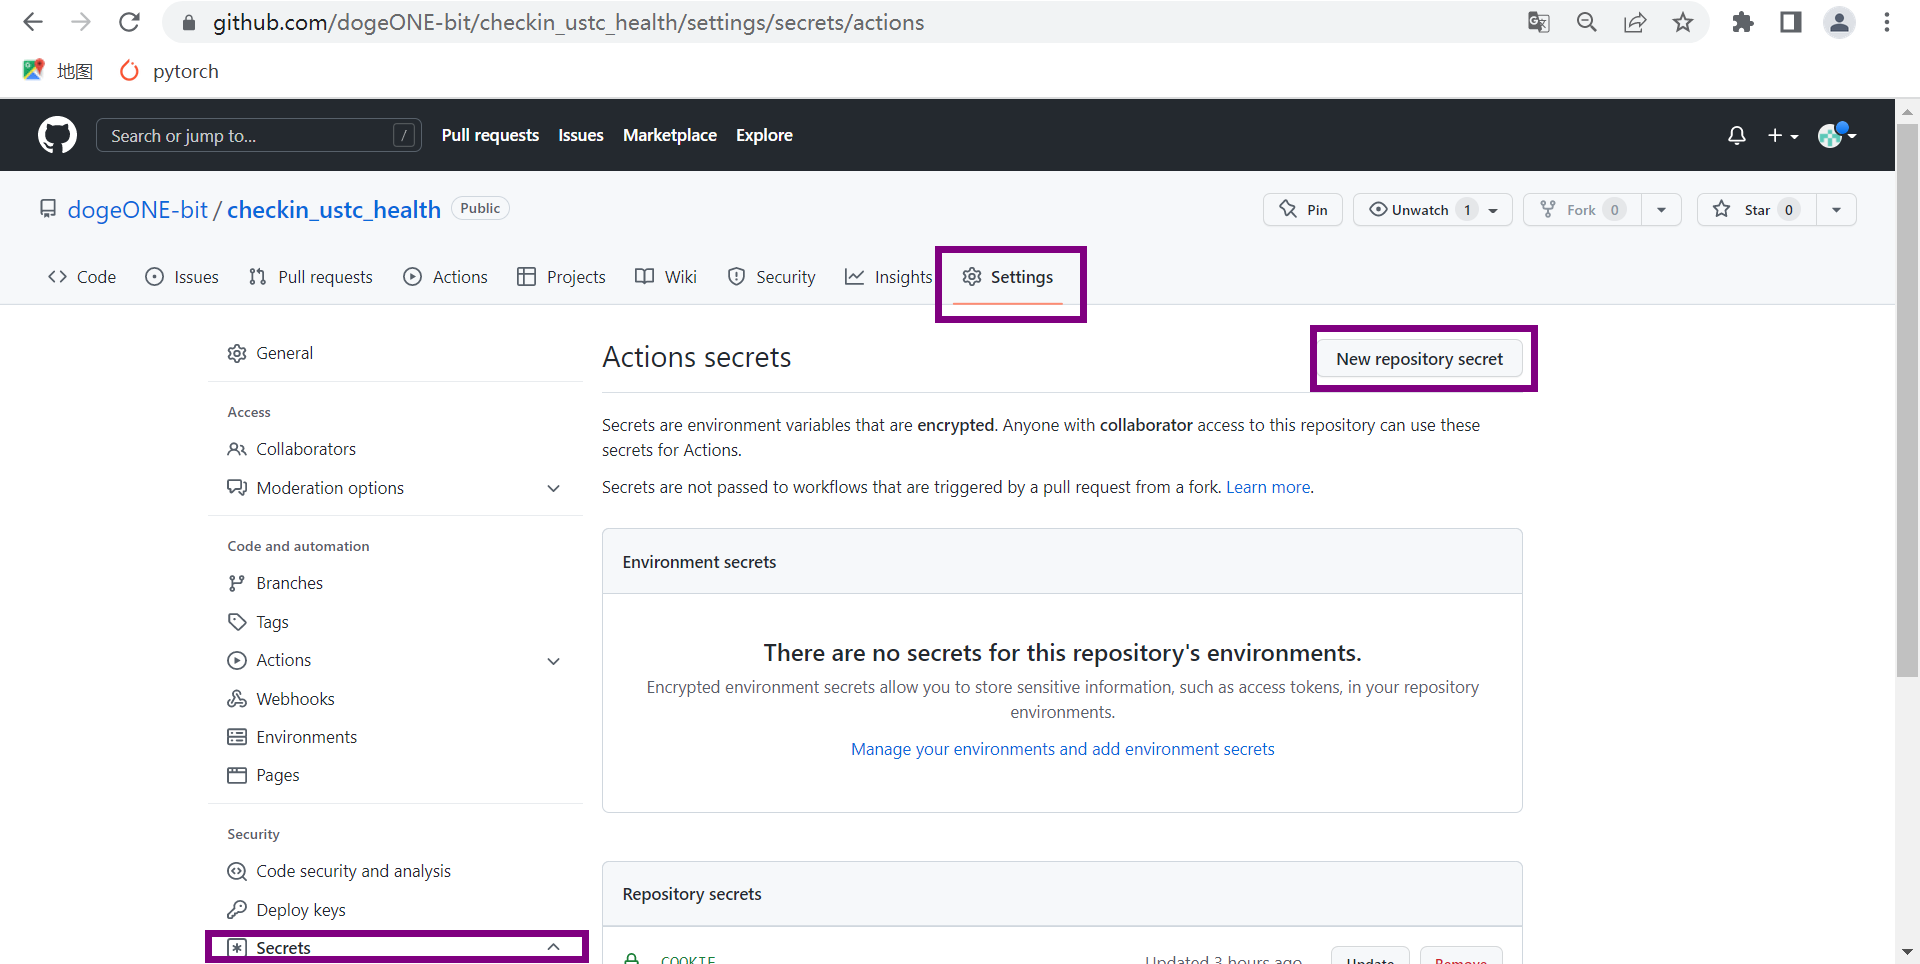 github.com/dogeONE-bit/checkin_ustc_health/settings/secrets/actions
地图 pytorch
Search or jump to... / Pull requests Issues Marketplace Explore
dogeONE-bit / checkin_ustc_health Public Pin Unwatch 1 Fork 0 Star 0
Code Issues Pull requests Actions Projects Wiki Security Insights Settings
General
Access
Collaborators
Moderation options
Code and automation
Branches
Tags
Actions
Webhooks
Environments
Pages
Security
Code security and analysis
Deploy keys
Secrets
Actions secrets New repository secret
Secrets are environment variables that are encrypted. Anyone with collaborator access to this repository can use these
secrets for Actions.
Secrets are not passed to workflows that are triggered by a pull request from a fork. Learn more.
Environment secrets
There are no secrets for this repository's environments.
Encrypted environment secrets allow you to store sensitive information, such as access tokens, in your repository
environments.
Manage your environments and add environment secrets
Repository secrets
COOKIE Updated 3 hours ago Update Remove